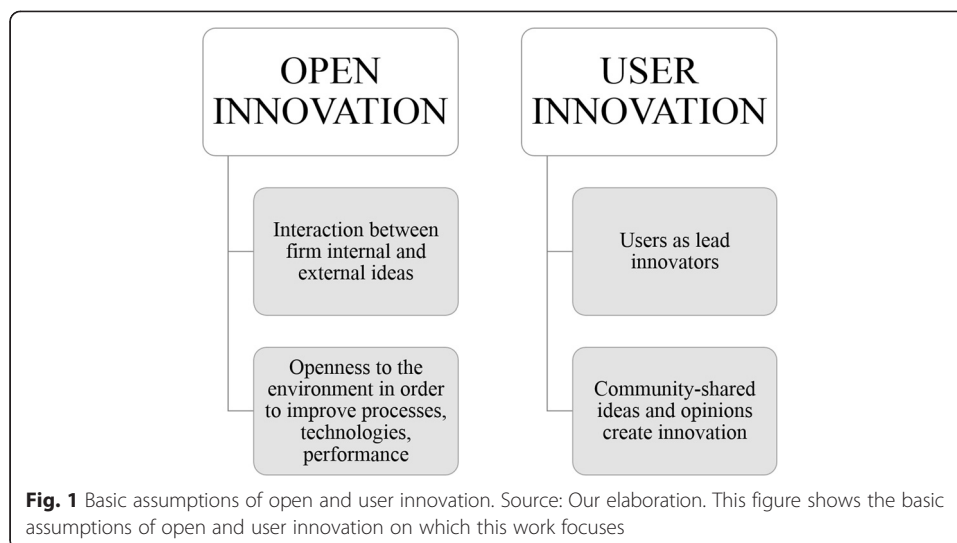 OPEN
INNOVATION
Interaction between
firm internal and
external ideas
Openness to the
environment in order
to improve processes,
technologies,
performance
USER
INNOVATION
Users as lead
innovators
Community-shared
ideas and opinions
create innovation
Fig. 1 Basic assumptions of open and user innovation. Source: Our elaboration. This figure shows the basic
assumptions of open and user innovation on which this work focuses